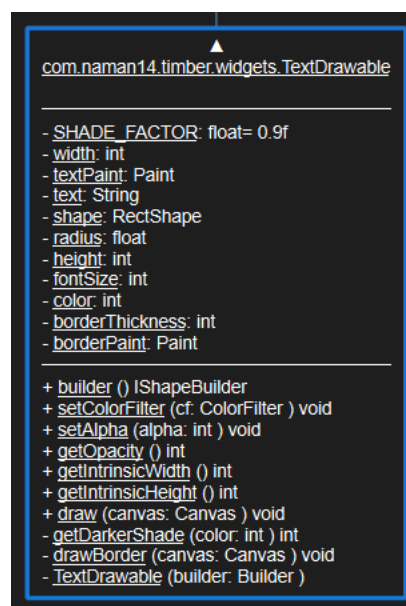 com.naman14.timber.widgets.TextDrawable
- SHADE_FACTOR: float= 0.9f
- width: int
- textPaint: Paint
- text: String
- shape: RectShape
- radius: float
- height: int
- fontSize: int
- color: int
- borderThickness: int
- borderPaint: Paint
+ builder () IShapeBuilder
+ setColorFilter (cf: ColorFilter ) void
+ setAlpha (alpha: int ) void
+ getOpacity () int
+ getIntrinsicWidth () int
+ getIntrinsicHeight () int
+ draw (canvas: Canvas ) void
- getDarkerShade (color: int ) int
- drawBorder (canvas: Canvas ) void
- TextDrawable (builder: Builder )